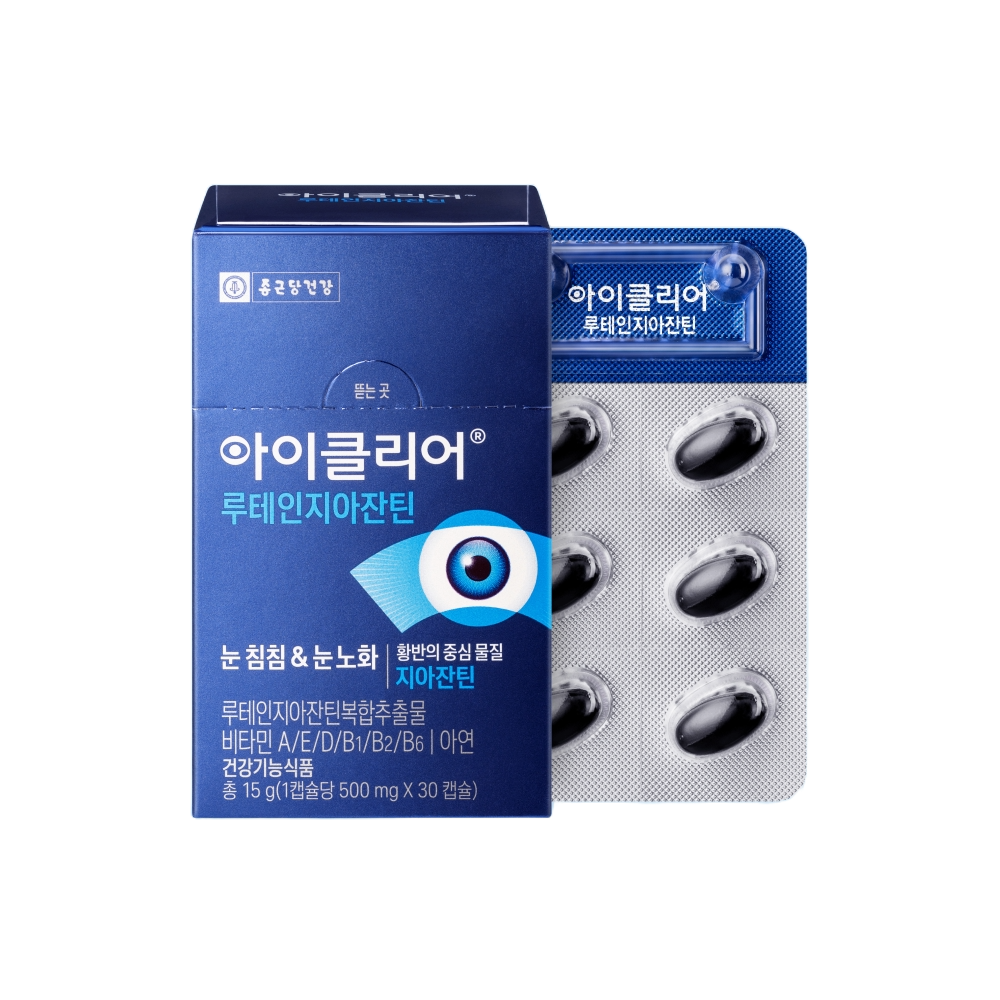 아이클리어®
루테인지아잔틴
종근당건강
뜯는 곳
아이클리어®
루테인지아잔틴
눈 침침 & 눈 노화
황반의 중심 물질
지아잔틴
루테인지아잔틴복합추출물
비타민 A/E/D/B1/B2/B6 | 아연
건강기능식품
총 15 g(1캡슐당 500 mg X 30 캡슐)
아이클리어®
루테인지아잔틴